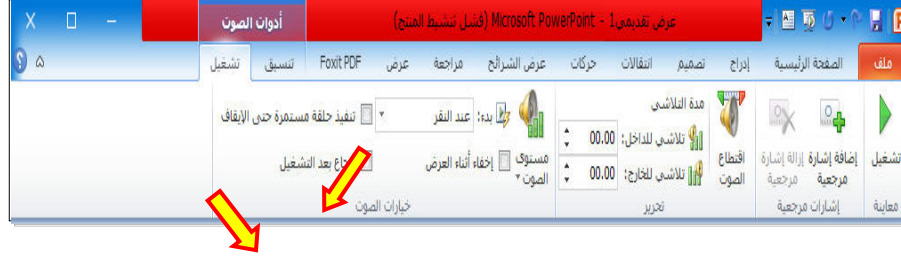 عرض تقديمي1 - Microsoft PowerPoint (فشل تنشيط المنتج)
أدوات الصوت
ملف الصفحة الرئيسية إدراج تصميم انتقالات حركات عرض الشرائح مراجعة عرض Foxit PDF تنسيق تشغيل
تشغيل
معاينة
إضافة إشارة مرجعية
إزالة إشارة مرجعية
إشارات مرجعية
اقتطاع الصوت
مدة التلاشي
تلاشي للداخل: 00.00
تلاشي للخارج: 00.00
تحرير
مستوى الصوت
بدء: عند النقر
إخفاء أثناء العرض
تنفيذ حلقة مستمرة حتى الإيقاف
بعد التشغيل
خيارات الصوت